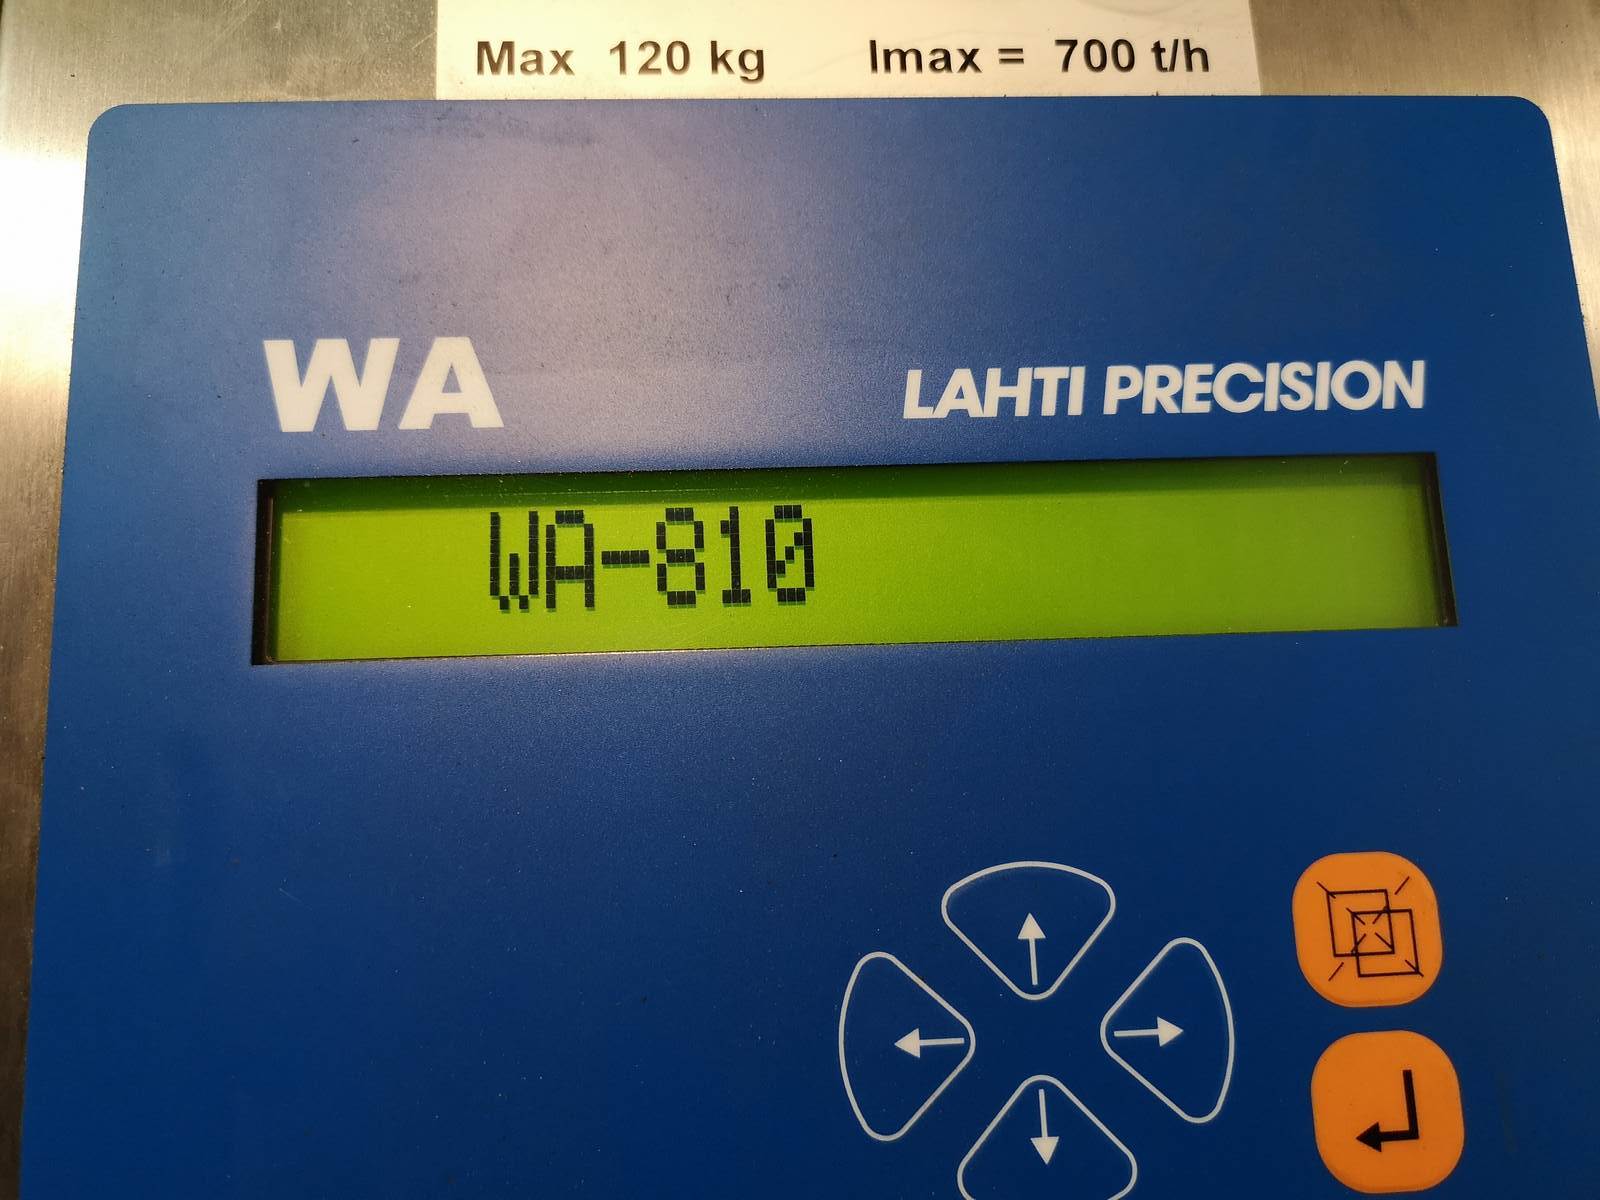 Max 120 kg Imax = 700 t/h
WA LAHTI PRECISION
WA-810